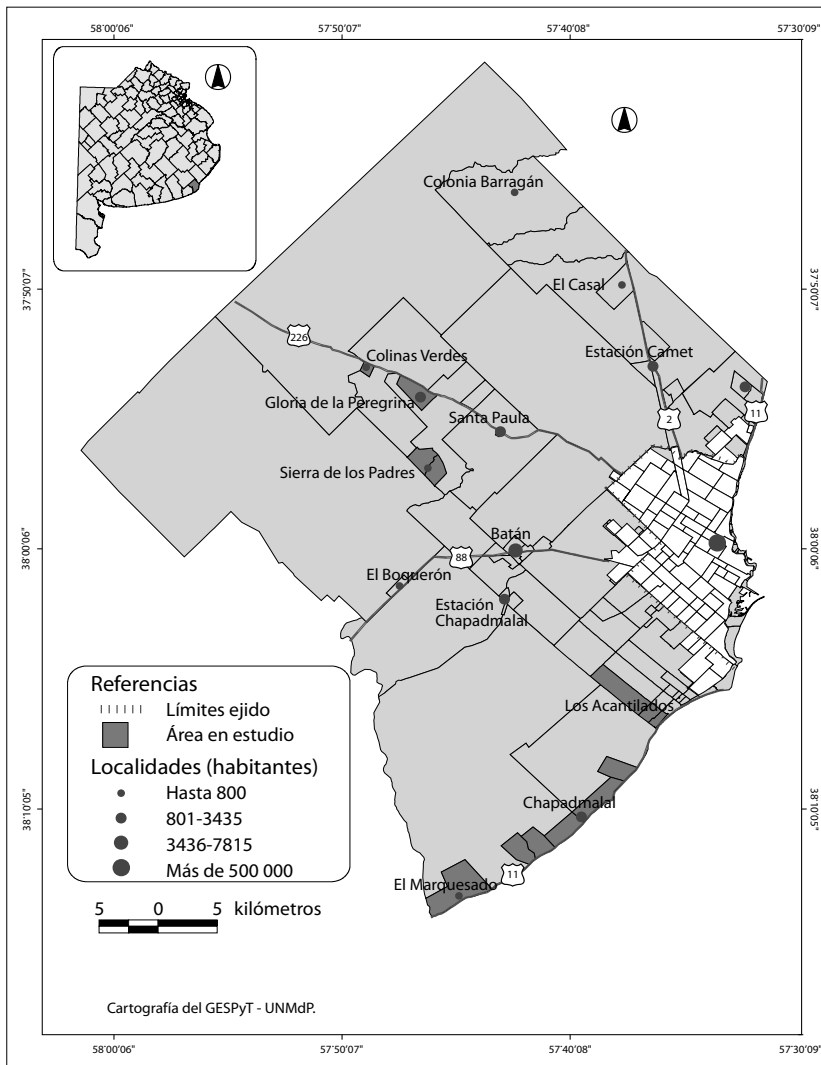 58°00'06"
57°50'07"
57°40'08"
57°30'09"
Colonia Barragán
37°50'07"
37°50'07"
El Casal
226
Colinas Verdes
Estación Camet
Gloria de la Peregrina
Santa Paula
2
11
Sierra de los Padres
38°00'06"
38°00'06"
Batán
88
El Boquerón
Estación
Chapadmalal
Los Acantilados
Referencias
Límites ejido
Área en estudio
Localidades (habitantes)
Hasta 800
801-3435
3436-7815
Más de 500 000
38°10'05"
38°10'05"
Chapadmalal
El Marquesado
11
5 0 5 kilómetros
Cartografía del GESPyT - UNMdP.
58°00'06"
57°50'07"
57°40'08"
57°30'09"